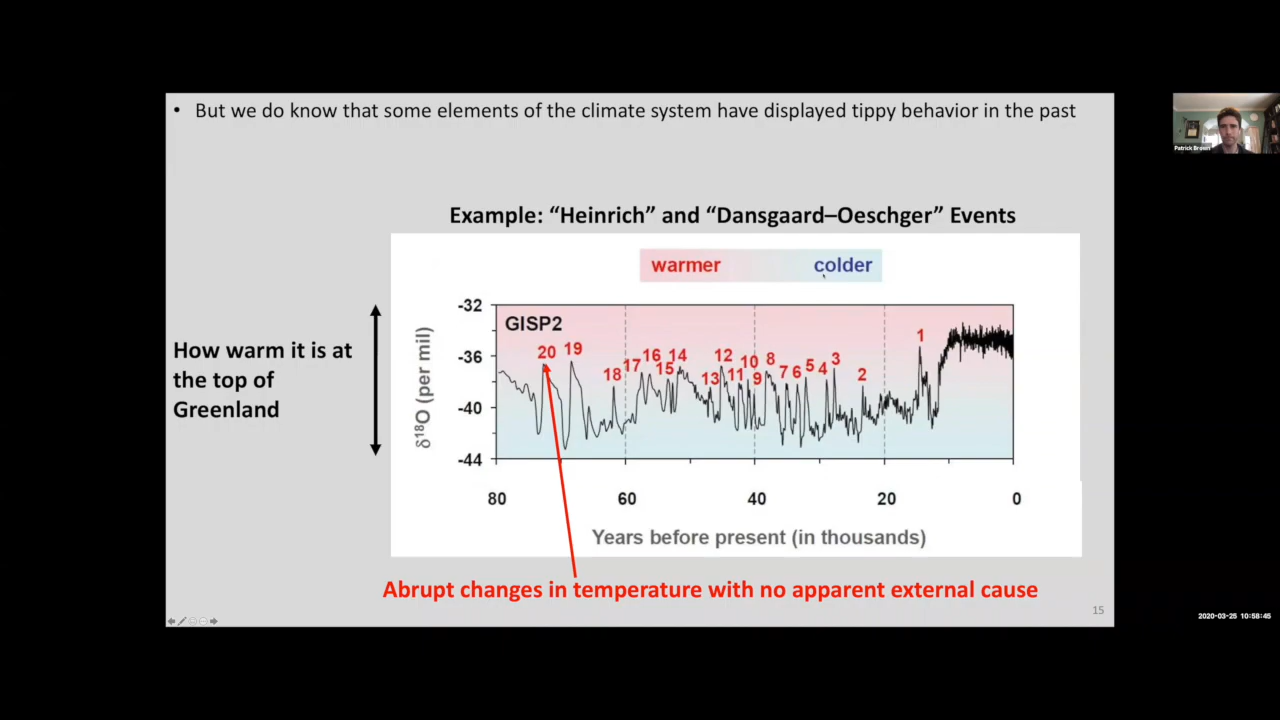 • But we do know that some elements of the climate system have displayed tippy behavior in the past
Patrick Brown
Example: “Heinrich” and “Dansgaard–Oeschger” Events
warmer colder
How warm it is at
the top of
Greenland
δ18O (per mil)
-32
-36
-40
-44
GISP2
20 19 18 17 16 15 14 13 12 11 10 9 8 7 6 5 4 3 2 1
80 60 40 20 0
Years before present (in thousands)
Abrupt changes in temperature with no apparent external cause
15
2020-03-25 10:58:45